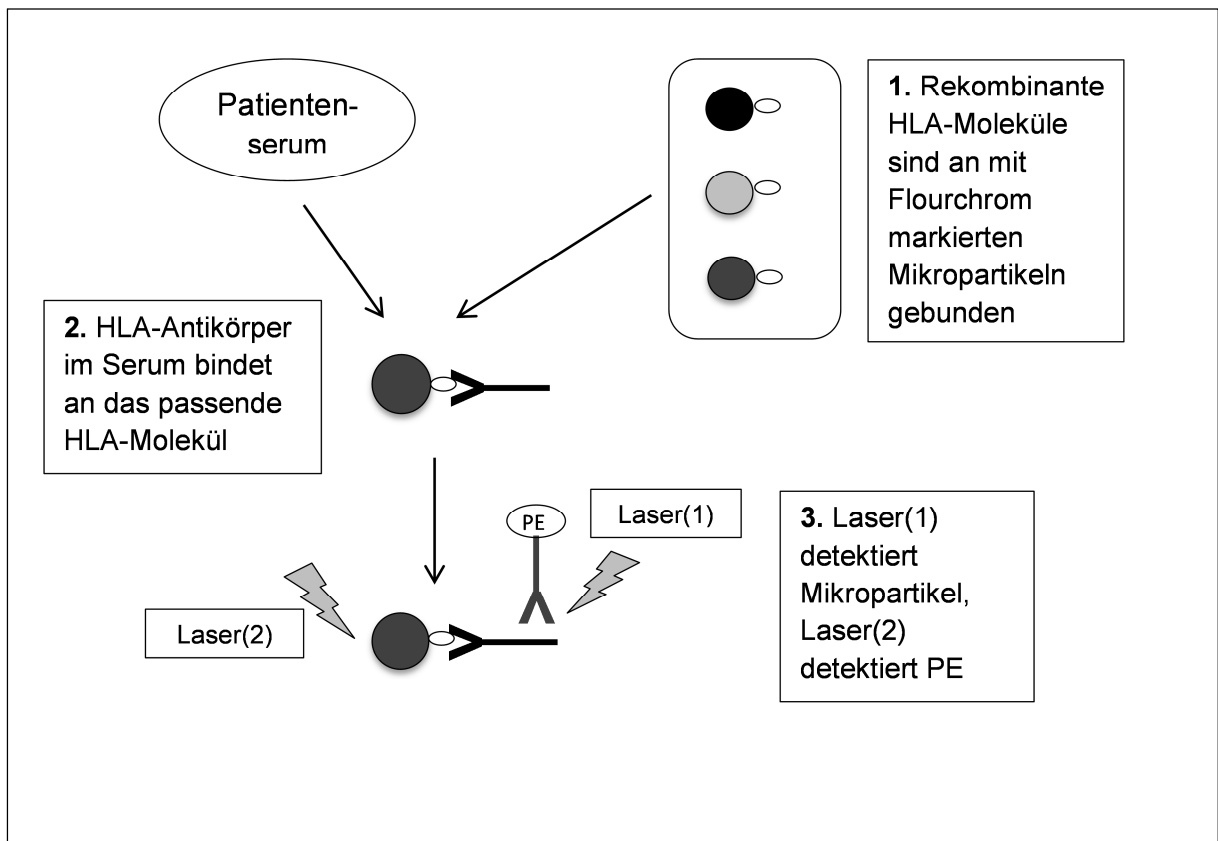 Patienten-
serum
1. Rekombinante
HLA-Moleküle
sind an mit
Flourchrom
markierten
Mikropartikeln
gebunden
2. HLA-Antikörper
im Serum bindet
an das passende
HLA-Molekül
PE
Laser(1)
Laser(2)
3. Laser(1)
detektiert
Mikropartikel,
Laser(2)
detektiert PE